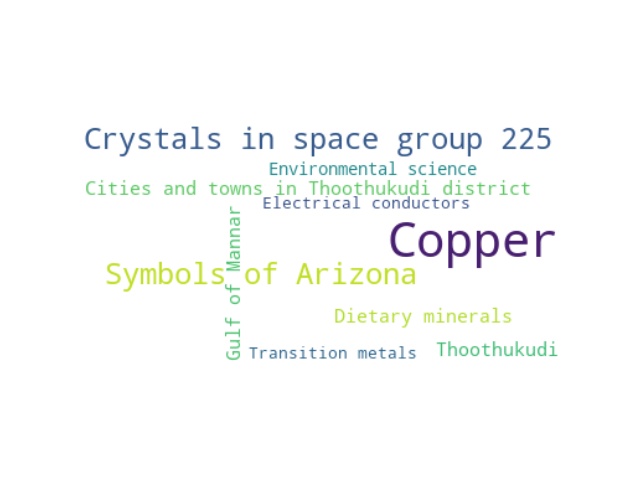 Crystals in space group 225
Environmental science
Cities and towns in Thoothukudi district
Electrical conductors
Copper
Gulf of Mannar
Symbols of Arizona
Dietary minerals
Thoothukudi
Transition metals